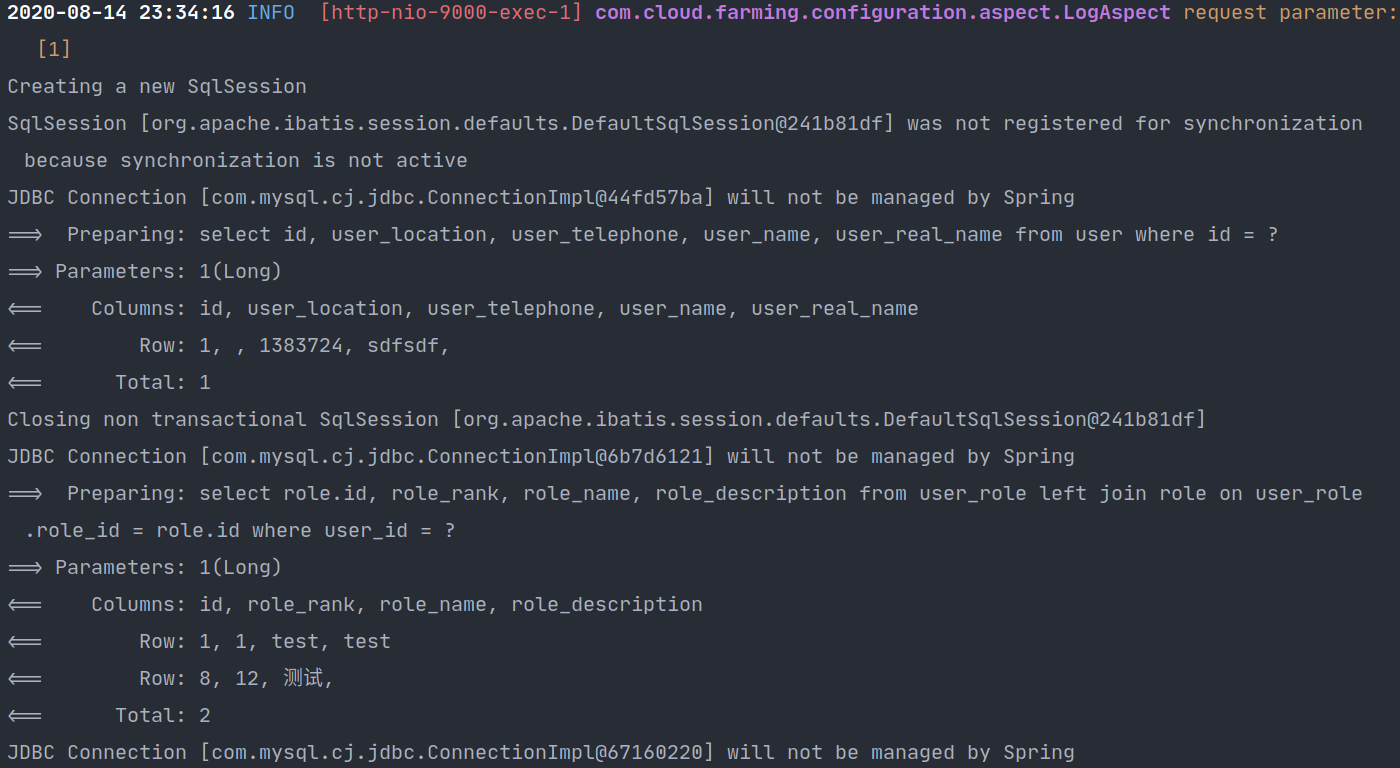 2020-08-14 23:34:16 INFO  [http-nio-9000-exec-1] com.cloud.farming.configuration.aspect.LogAspect request parameter:
[1]
Creating a new SqlSession
SqlSession [org.apache.ibatis.session.defaults.DefaultSqlSession@241b81df] was not registered for synchronization
because synchronization is not active
JDBC Connection [com.mysql.cj.jdbc.ConnectionImpl@44fd57ba] will not be managed by Spring
==>  Preparing: select id, user_location, user_telephone, user_name, user_real_name from user where id = ?
==> Parameters: 1(Long)
<==    Columns: id, user_location, user_telephone, user_name, user_real_name
<==        Row: 1, , 1383724, sdfsdf,
<==      Total: 1
Closing non transactional SqlSession [org.apache.ibatis.session.defaults.DefaultSqlSession@241b81df]
JDBC Connection [com.mysql.cj.jdbc.ConnectionImpl@6b7d6121] will not be managed by Spring
==>  Preparing: select role.id, role_rank, role_name, role_description from user_role left join role on user_role
.role_id = role.id where user_id = ?
==> Parameters: 1(Long)
<==    Columns: id, role_rank, role_name, role_description
<==        Row: 1, 1, test, test
<==        Row: 8, 12, 测试,
<==      Total: 2
JDBC Connection [com.mysql.cj.jdbc.ConnectionImpl@67160220] will not be managed by Spring